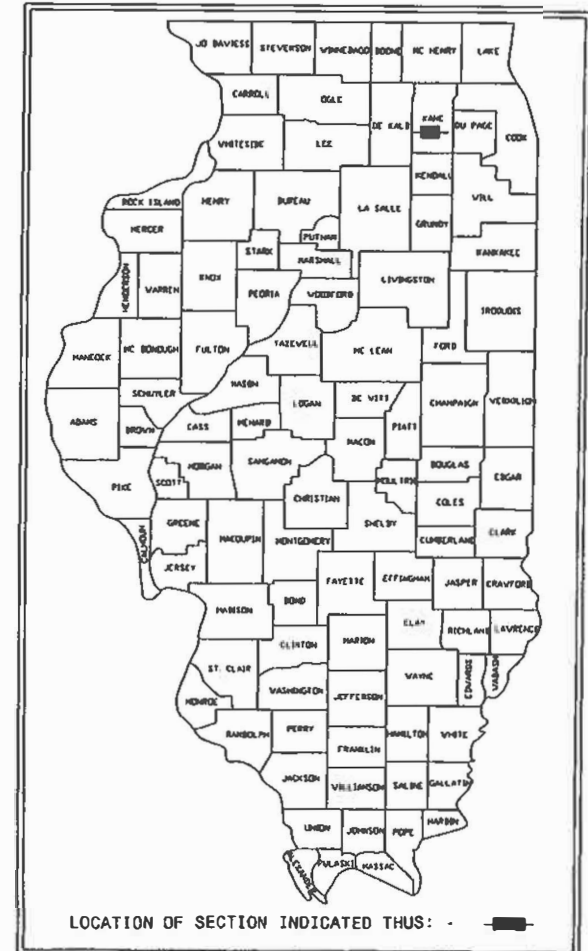 JO DAVIESS STEVENSON WINNEBAGO BOONE MC HENRY LAKE
CARROLL OGLE DE KALB KANE DU PAGE COOK
WHITESIDE LEE KENDALL WILL
ROCK ISLAND HENRY BUREAU LA SALLE GRUNDY
MERCER PUTNAM KANKAKEE
HENDERSON WARREN KNOX STARK MARSHALL LIVINGSTON
PEORIA WOODFORD IROQUOIS
HANCOCK MC DONOUGH FULTON TAZEWELL MC LEAN FORD
SCHUYLER MASON LOGAN DE WITT CHAMPAIGN VERMILION
ADAMS BROWN CASS MENARD MACON PIATT
PIKE SCOTT MORGAN SANGAMON MOULTRIE DOUGLAS EDGAR
CHRISTIAN COLES
CALHOUN GREENE MACOUPIN MONTGOMERY SHELBY CUMBERLAND CLARK
JERSEY FAYETTE EFFINGHAM JASPER CRAWFORD
MADISON BOND
CLINTON MARION CLAY RICHLAND LAWRENCE
ST. CLAIR WAYNE EDWARDS WABASH
MONROE WASHINGTON JEFFERSON
RANDOLPH PERRY HAMILTON WHITE
FRANKLIN
JACKSON WILLIAMSON SALINE GALLATIN
UNION JOHNSON POPE HARDIN
ALEXANDER PULASKI MASSAC
LOCATION OF SECTION INDICATED THUS: -